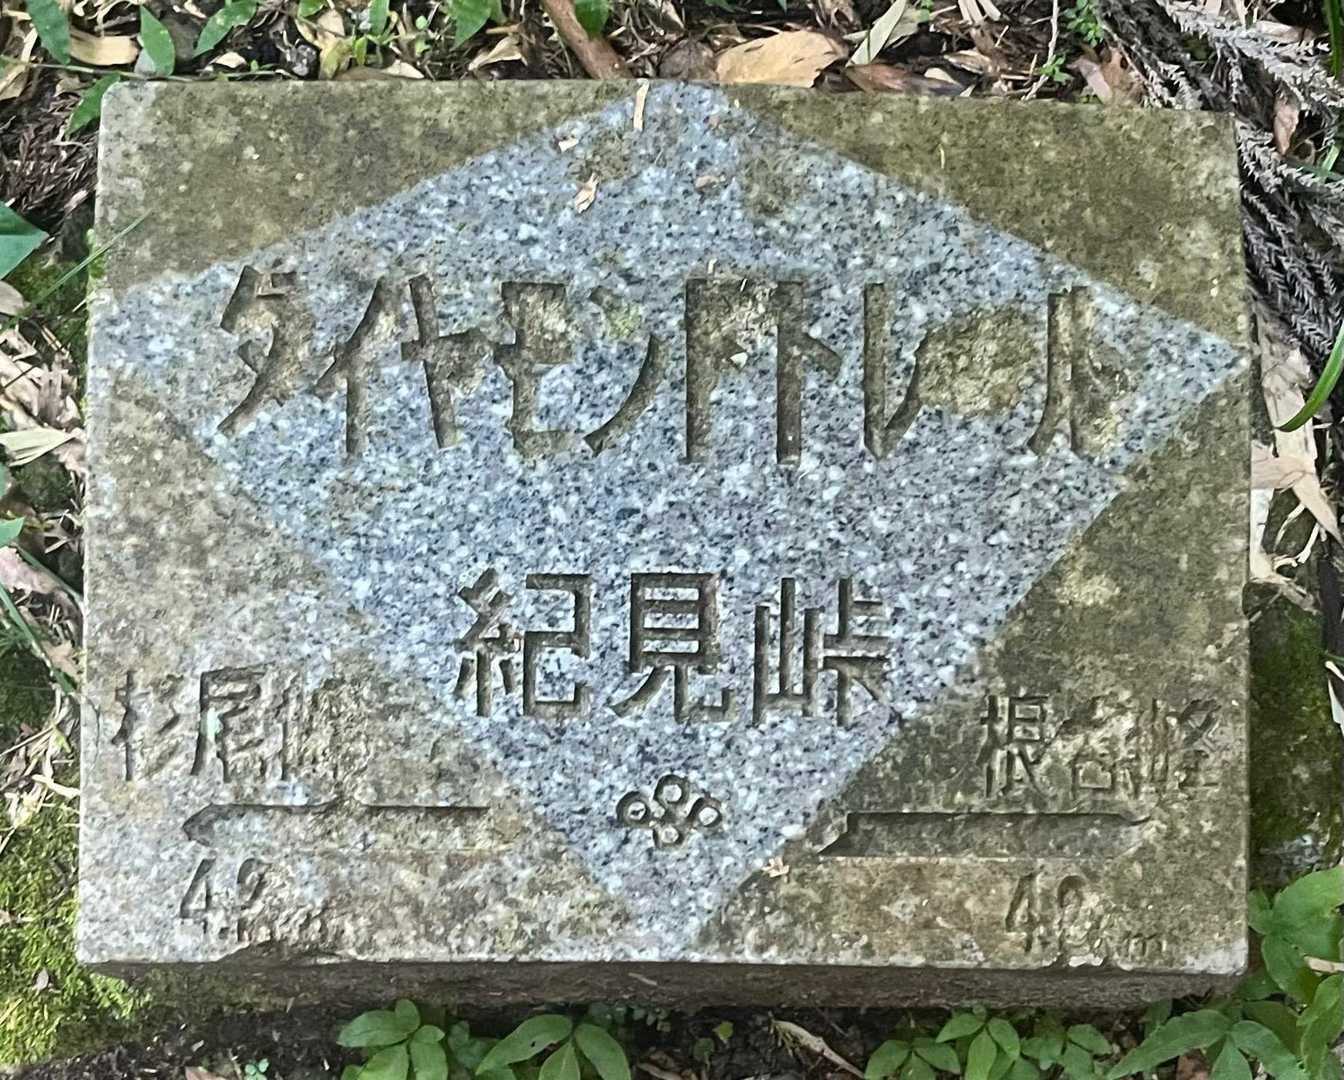 ダイヤモンドトレール
紀見峠
杉尾峠
根古峰